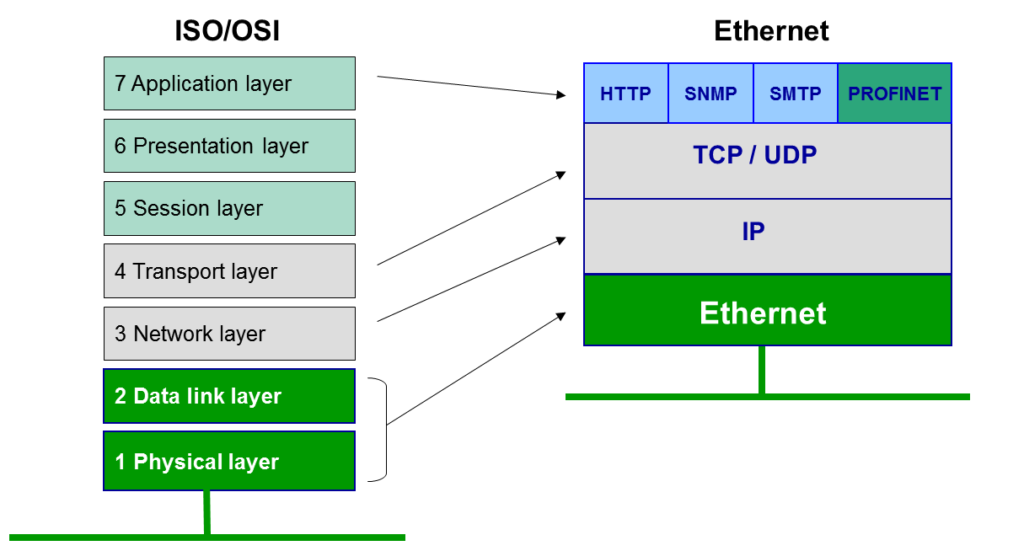 ISO/OSI
7 Application layer
6 Presentation layer
5 Session layer
4 Transport layer
3 Network layer
2 Data link layer
1 Physical layer
Ethernet
HTTP SNMP SMTP PROFINET
TCP / UDP
IP
Ethernet